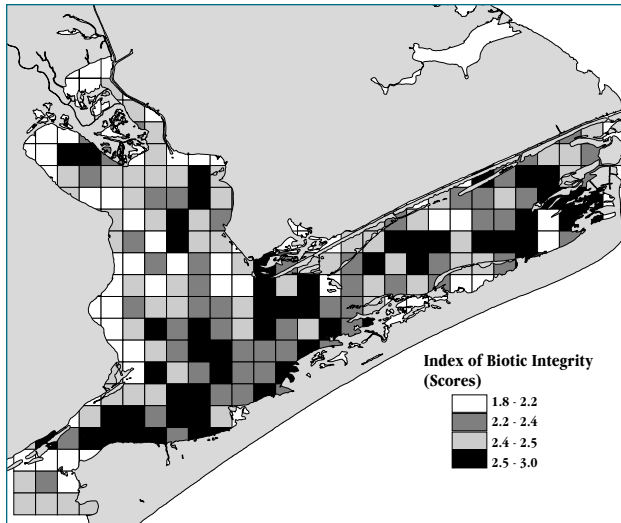 Index of Biotic Integrity
(Scores)
1.8 - 2.2
2.2 - 2.4
2.4 - 2.5
2.5 - 3.0